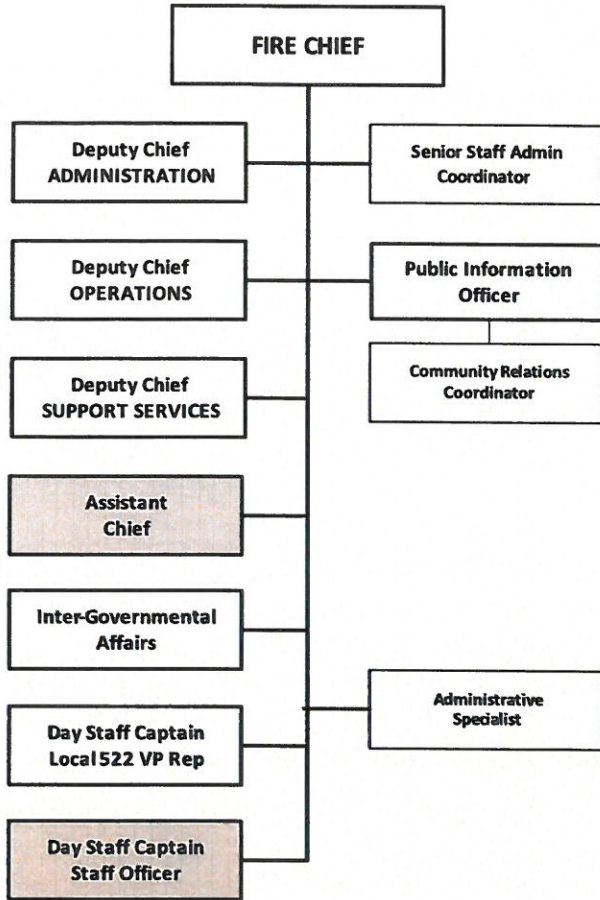 FIRE CHIEF
Deputy Chief
ADMINISTRATION
Senior Staff Admin
Coordinator
Deputy Chief
OPERATIONS
Public Information
Officer
Community Relations
Coordinator
Deputy Chief
SUPPORT SERVICES
Assistant
Chief
Inter-Governmental
Affairs
Administrative
Specialist
Day Staff Captain
Local 522 VP Rep
Day Staff Captain
Staff Officer